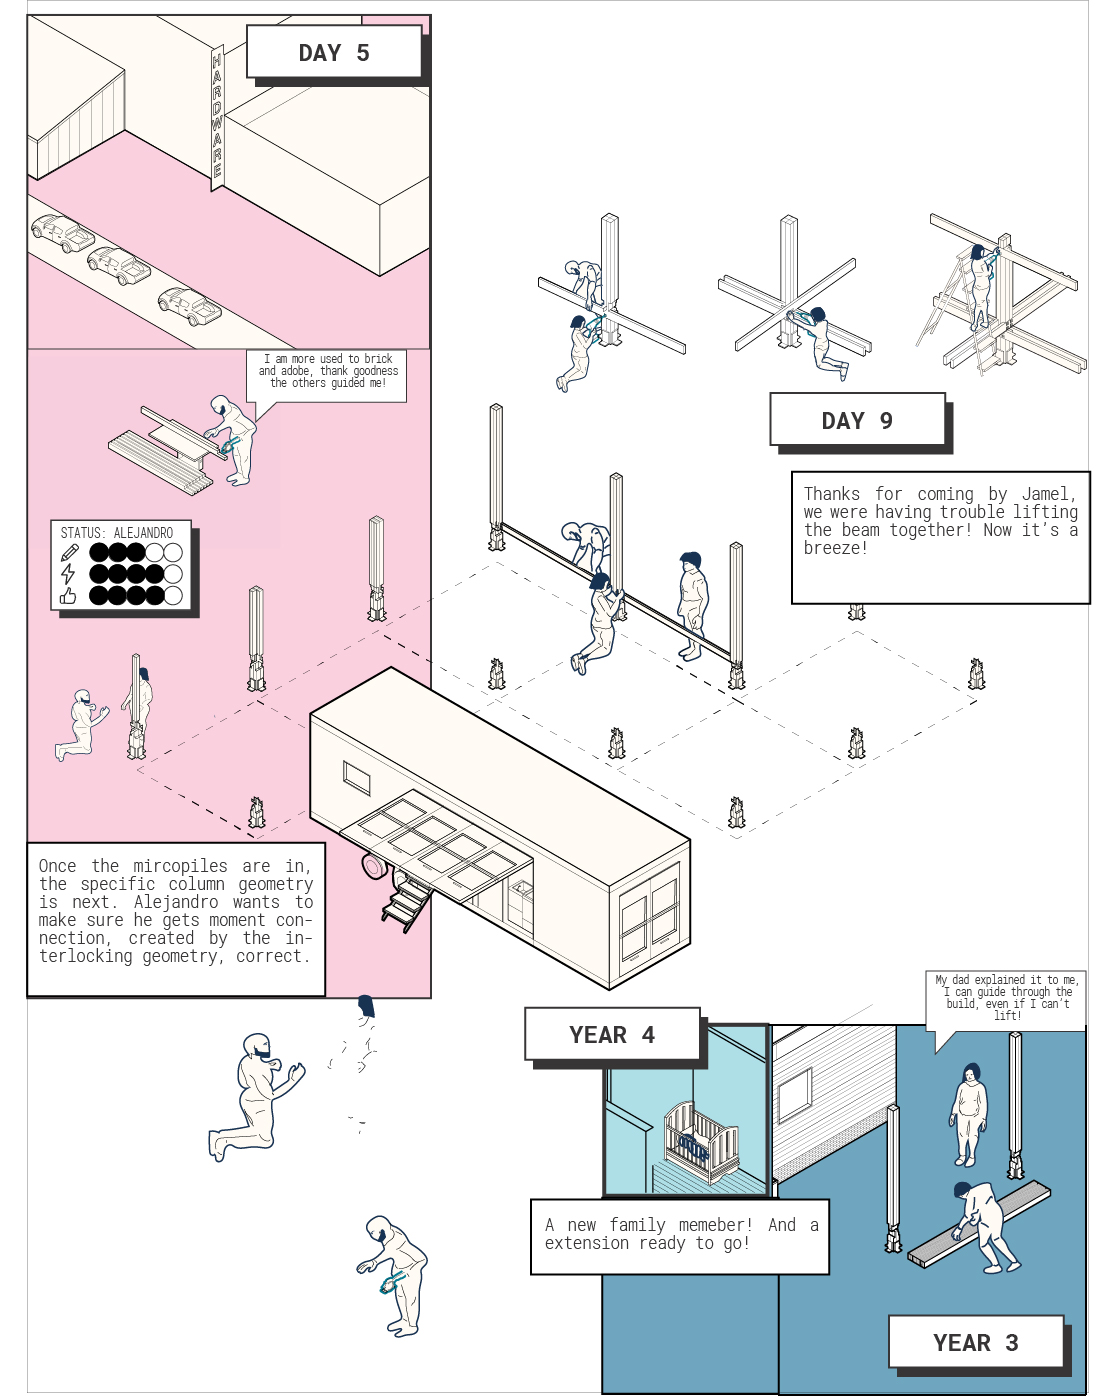 DAY 5
HARDWARE
I am more used to brick
and adobe, thank goodness
the others guided me!
STATUS: ALEJANDRO
Once the mircopiles are in,
the specific column geometry
is next. Alejandro wants to
make sure he gets moment con-
nection, created by the in-
terlocking geometry, correct.
DAY 9
Thanks for coming by Jamel,
we were having trouble lifting
the beam together! Now it's a
breeze!
YEAR 4
A new family memeber! And a
extension ready to go!
My dad explained it to me,
I can guide through the
build, even if I can't
lift!
YEAR 3